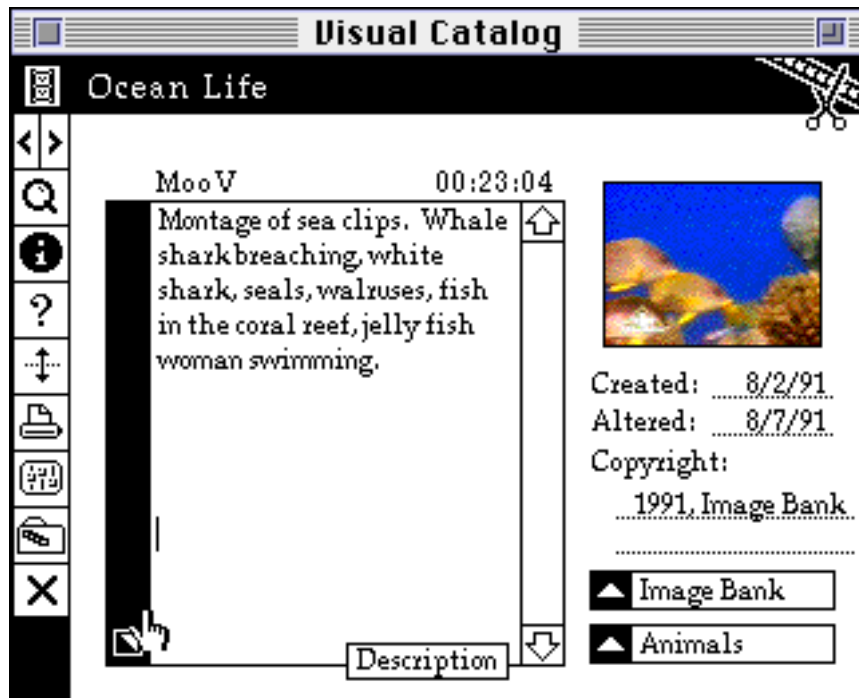 Visual Catalog
Ocean Life
MooV 00:23:04
Montage of sea clips. Whale
shark breaching, white
shark, seals, walruses, fish
in the coral reef, jelly fish
woman swimming.
Description
Created: 8/2/91
Altered: 8/7/91
Copyright:
1991, Image Bank
Image Bank
Animals